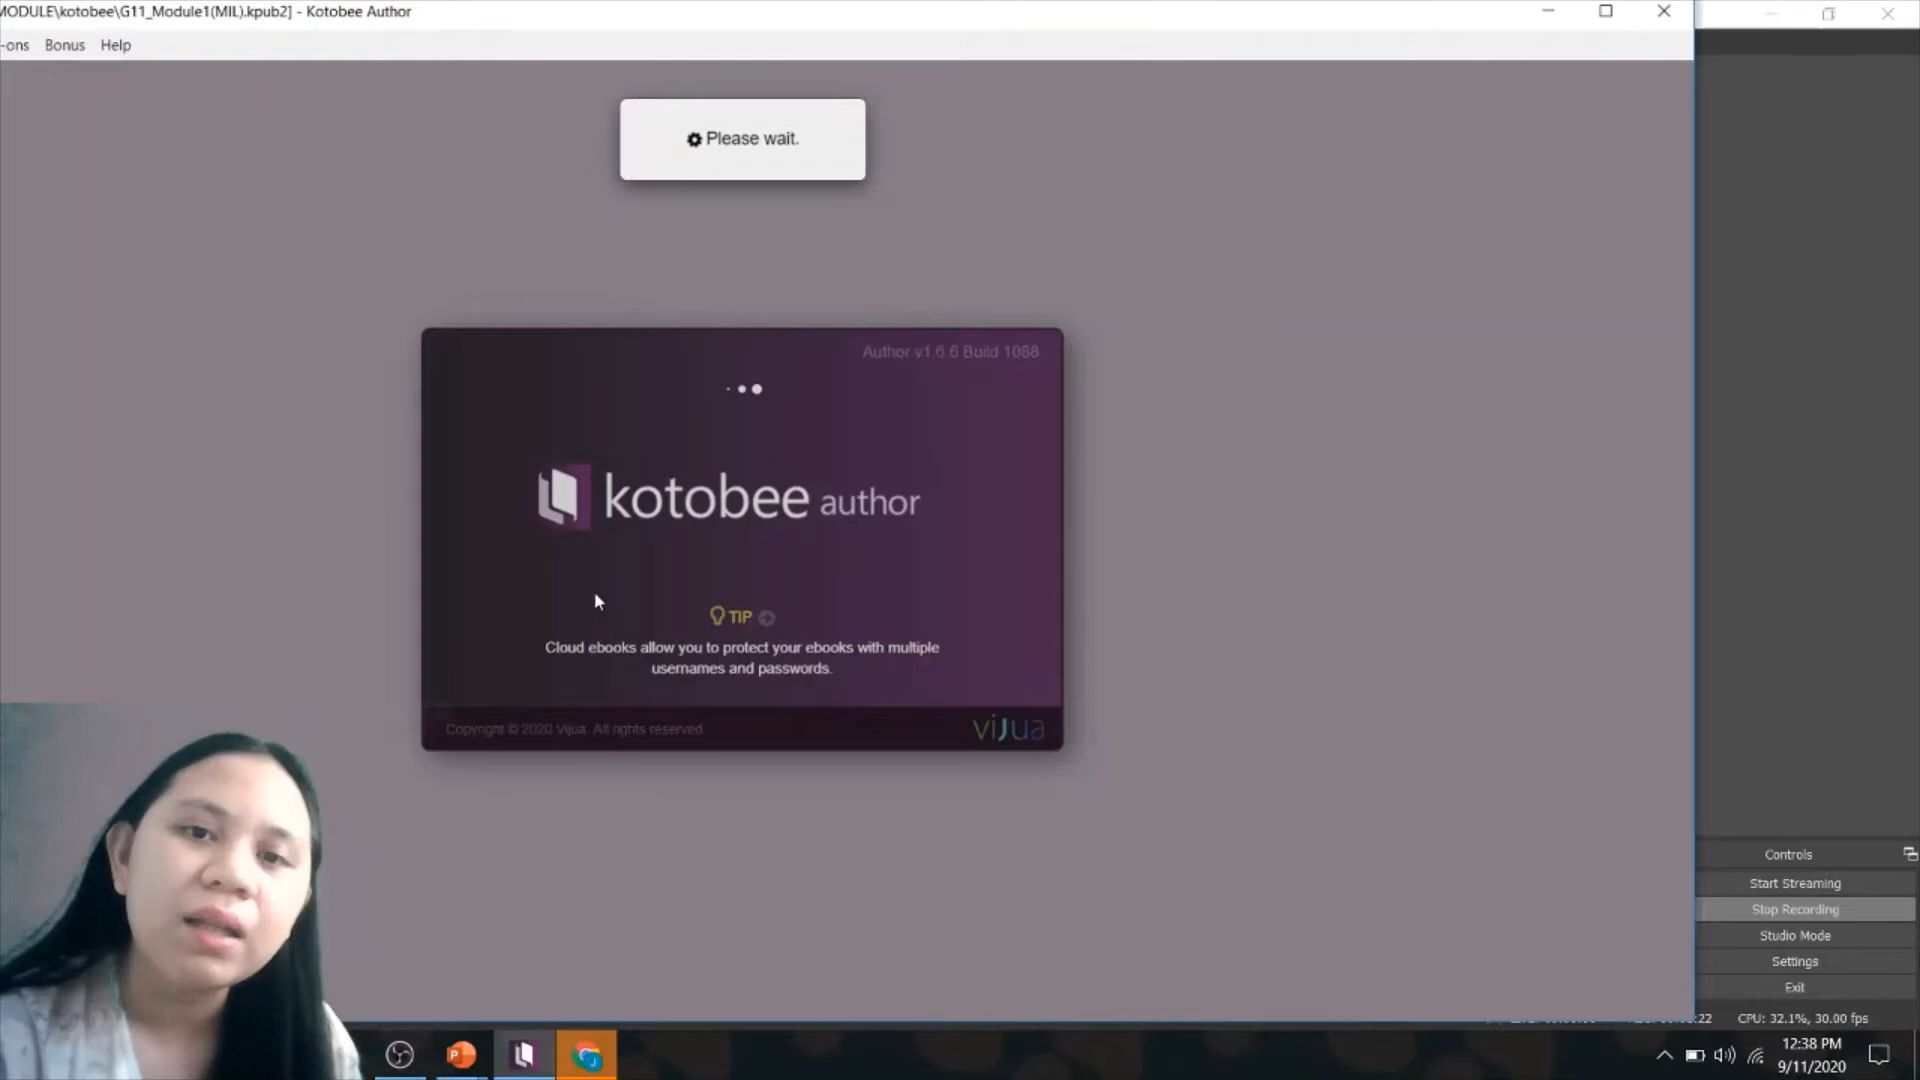 MODULE\kotobee\G11_Module1(MIL).kpub2] - Kotobee Author
-ons Bonus Help
Please wait.
Author v1.6.6 Build 1088
kotobee author
TIP
Cloud ebooks allow you to protect your ebooks with multiple
usernames and passwords.
Copyright © 2020 Vijua. All rights reserved
vijua
Controls
Start Streaming
Stop Recording
Studio Mode
Settings
Exit
:22 CPU: 32.1%, 30.00 fps
12:38 PM
9/11/2020